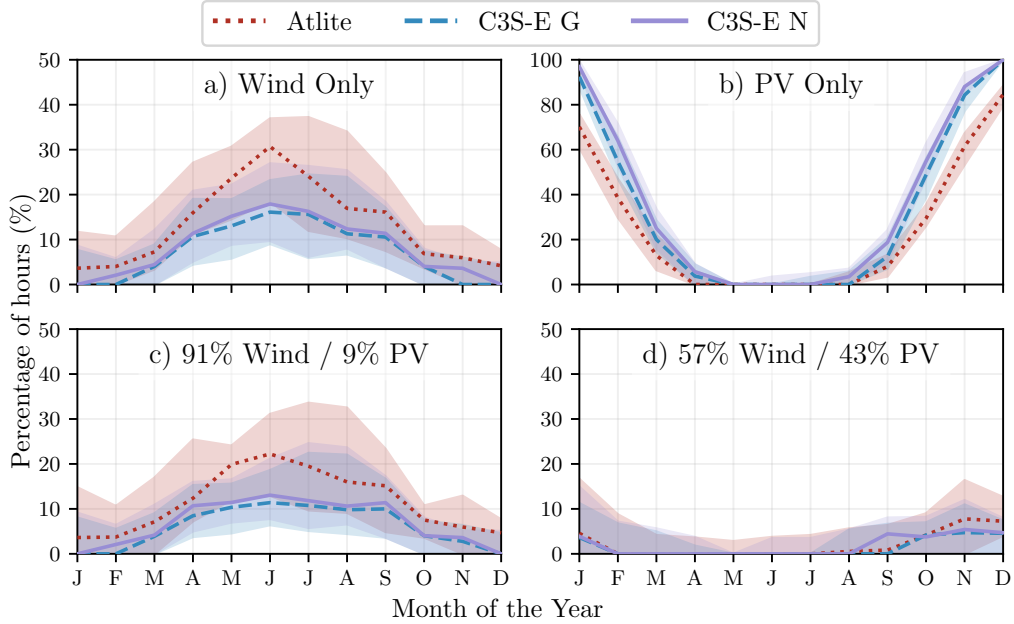 Atlite C3S-E G C3S-E N
a) Wind Only
50
40
30
20
10
0
J F M A M J J A S O N D
b) PV Only
100
80
60
40
20
0
J F M A M J J A S O N D
c) 91% Wind / 9% PV
50
40
30
20
10
0
J F M A M J J A S O N D
d) 57% Wind / 43% PV
50
40
30
20
10
0
J F M A M J J A S O N D
Percentage of hours (%)
Month of the Year